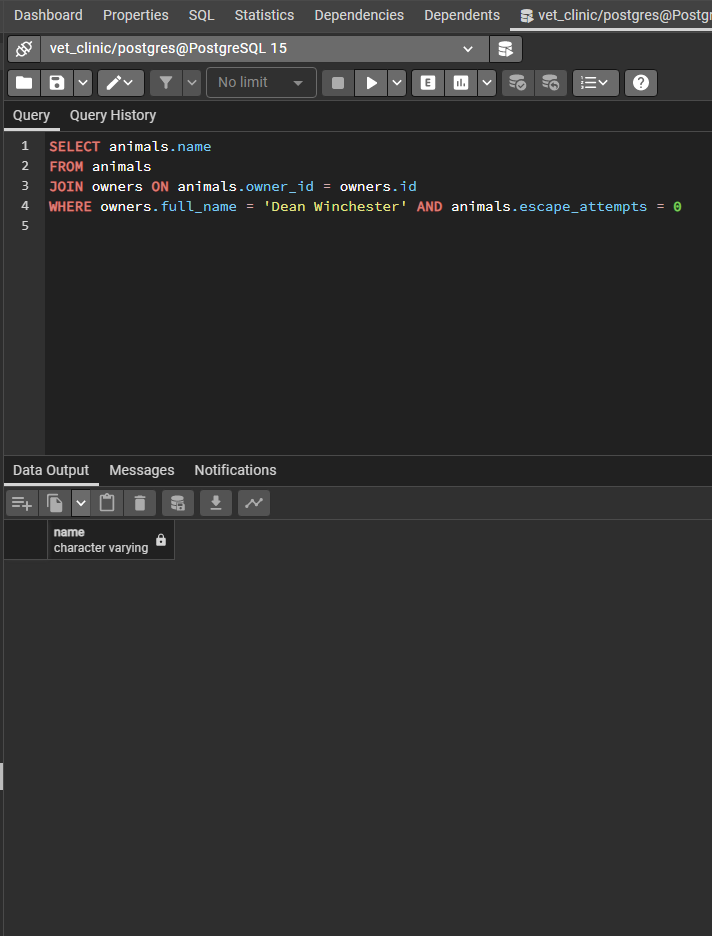 Dashboard Properties SQL Statistics Dependencies Dependents vet_clinic/postgres@Postgr
vet_clinic/postgres@PostgreSQL 15
No limit E
Query Query History
1 SELECT animals.name
2 FROM animals
3 JOIN owners ON animals.owner_id = owners.id
4 WHERE owners.full_name = 'Dean Winchester' AND animals.escape_attempts = 0
5
Data Output Messages Notifications
name
character varying